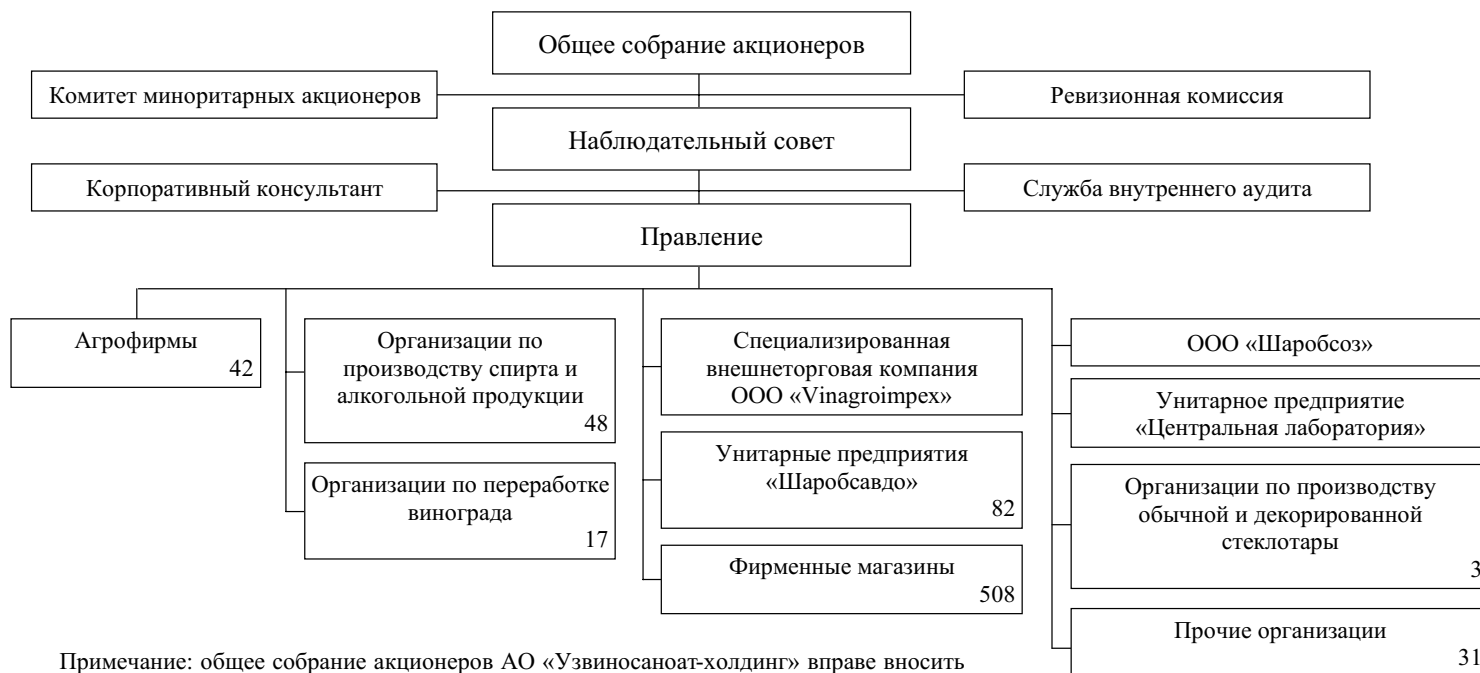 Общее собрание акционеров
Комитет миноритарных акционеров
Ревизионная комиссия
Наблюдательный совет
Корпоративный консультант
Служба внутреннего аудита
Правление
Агрофирмы
42
Организации по
производству спирта и
алкогольной продукции
48
Организации по переработке
винограда
17
Специализированная
внешнеторговая компания
ООО «Vinagroimpex»
Унитарные предприятия
«Шаробсавдо»
82
Фирменные магазины
508
ООО «Шаробсоз»
Унитарное предприятие
«Центральная лаборатория»
Организации по производству
обычной и декорированной
стеклотары
3
Прочие организации
31
Примечание: общее собрание акционеров АО «Узвиносаноат-холдинг» вправе вносить